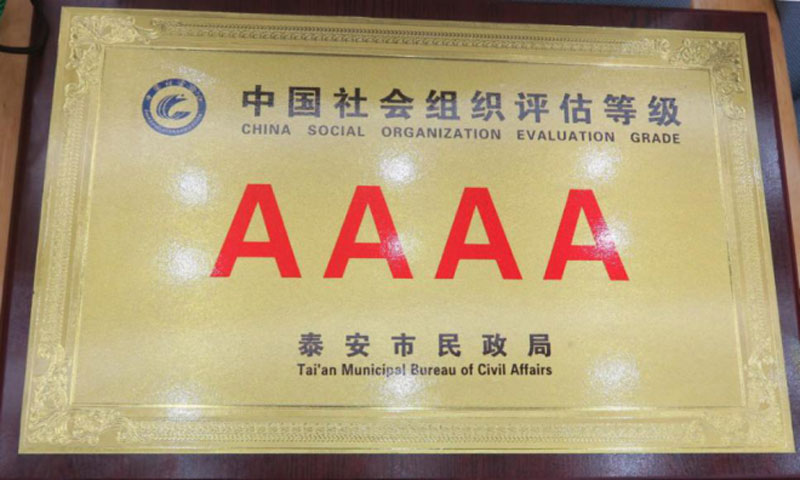 中国社会组织评估等级
CHINA SOCIAL ORGANIZATION EVALUATION GRADE
AAAA
泰安市民政局
Tai'an Municipal Bureau of Civil Affairs